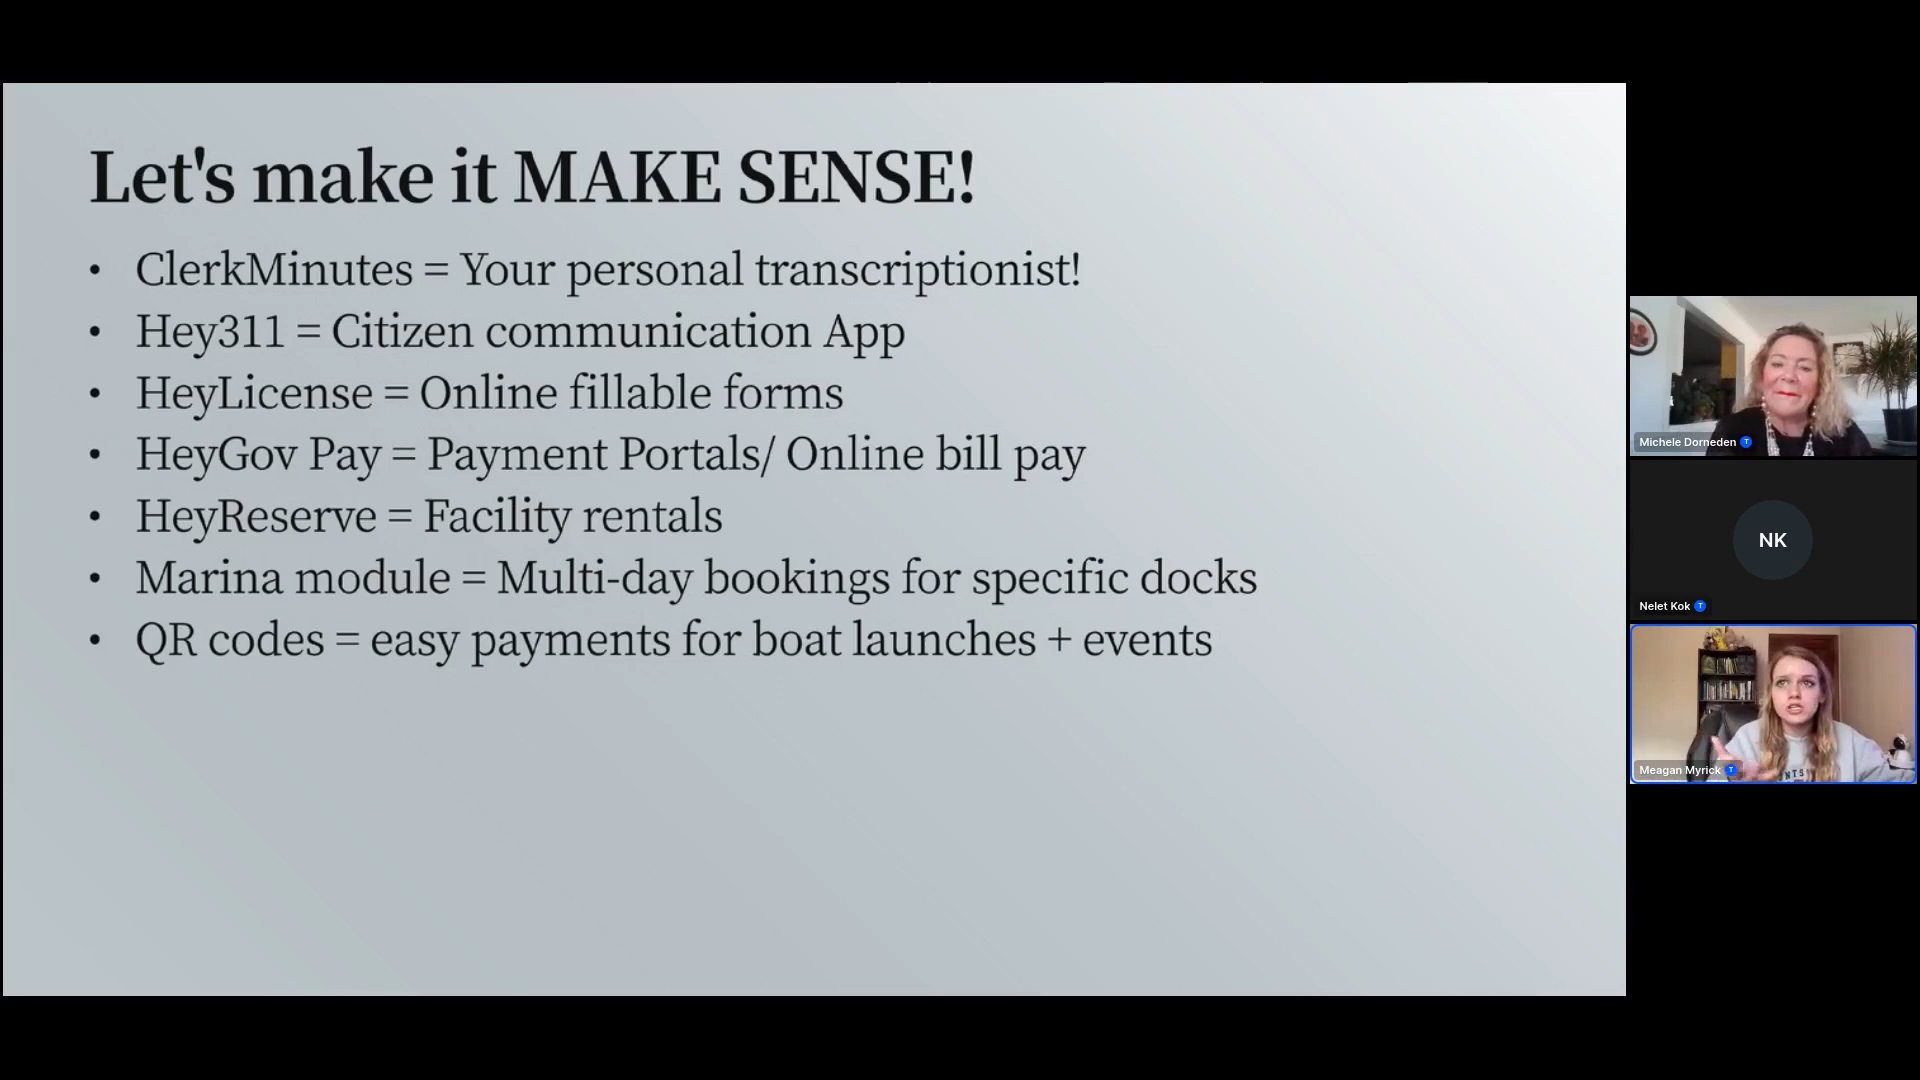 Let's make it MAKE SENSE!
• ClerkMinutes = Your personal transcriptionist!
• Hey311 = Citizen communication App
• HeyLicense = Online fillable forms
• HeyGov Pay = Payment Portals/ Online bill pay
• HeyReserve = Facility rentals
• Marina module = Multi-day bookings for specific docks
• QR codes = easy payments for boat launches + events
Michele Dorneden T
NK
Nelet Kok T
Meagan Myrick T